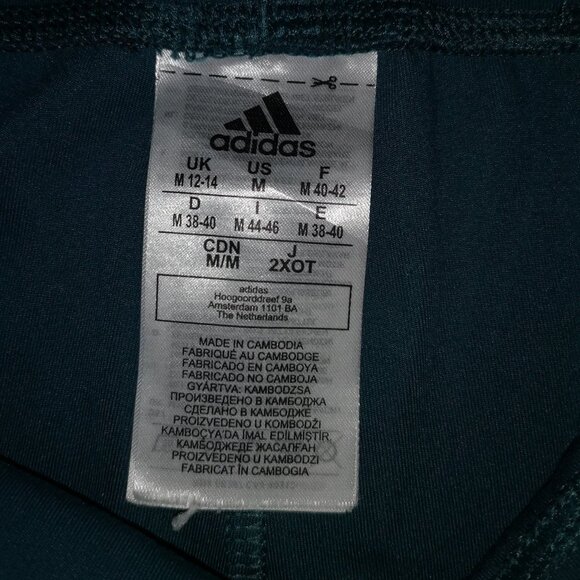 adidas
UK US F
M 12-14 M M 40-42
D I E
M 38-40 M 44-46 M 38-40
CDN J
M/M 2XOT
adidas
Hoogoorddreef 9a
Amsterdam 1101 BA
The Netherlands
MADE IN CAMBODIA
FABRIQUÉ AU CAMBODGE
FABRICADO EN CAMBOYA
FABRICADO NO CAMBOJA
GYÁRTVA: KAMBODZSA
ПРОИЗВЕДЕНО В КАМБОДЖА
СДЕЛАНО В КАМБОДЖЕ
PROIZVEDENO U KOMBODŽI
KAMBOÇYA'DA İMAL EDİLMİŞTİR
КАМБОДЖЕДЕ ЖАСАЛҒАН
PROIZVEDENO U KAMBODZI
FABRICAT ÎN CAMBOGIA